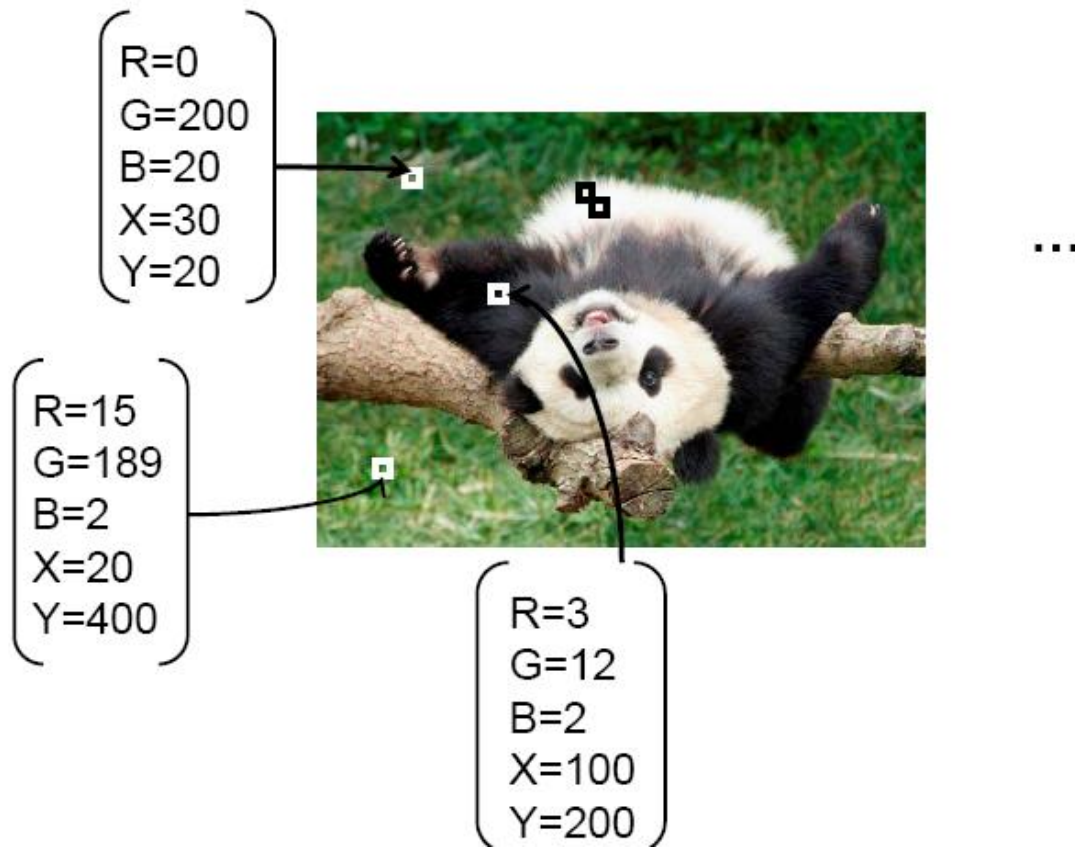 R=0
G=200
B=20
X=30
Y=20
...
R=15
G=189
B=2
X=20
Y=400
R=3
G=12
B=2
X=100
Y=200